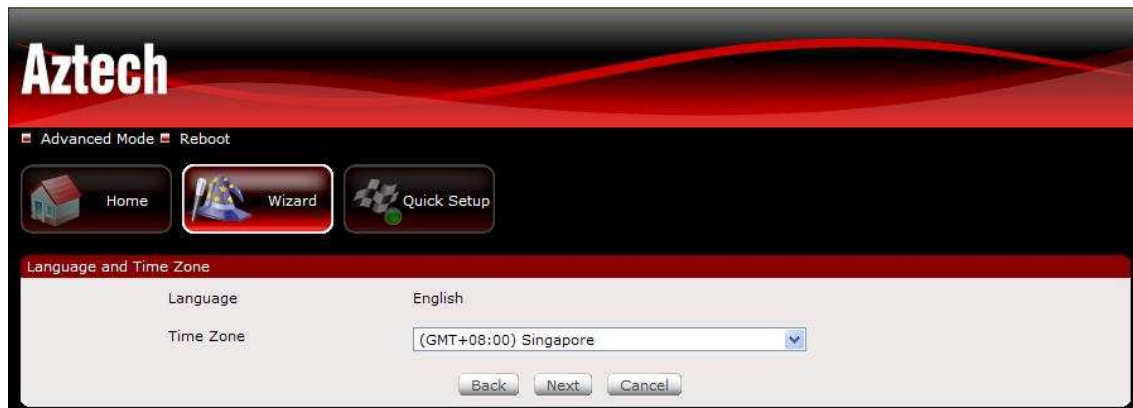 Aztech
Advanced Mode Reboot
Home Wizard Quick Setup
Language and Time Zone
Language English
Time Zone (GMT+08:00) Singapore
Back Next Cancel